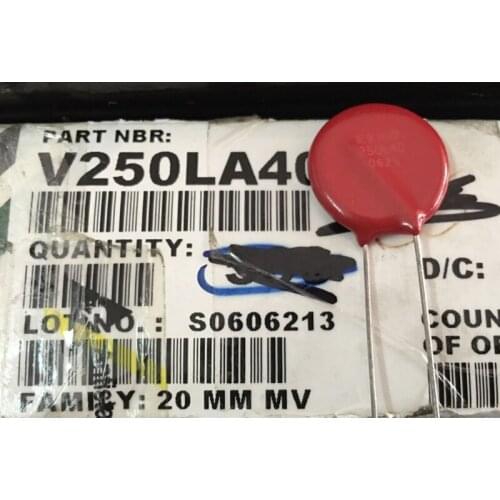 PART NBR:
V250LA40
QUANTITY:
D/C:
LOT NO. : S0606213
COUN
OF OR
FAMILY: 20 MM MV